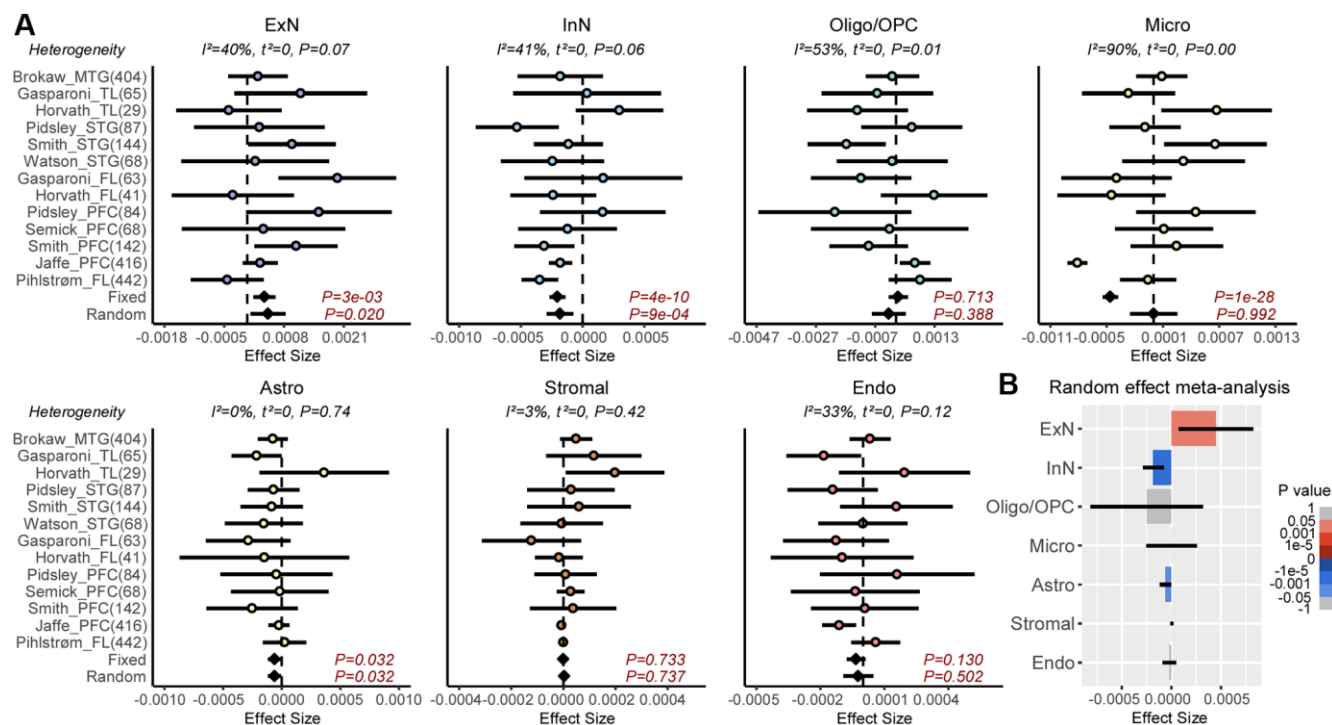 A
ExN
InN
Oligo/OPC
Micro
Heterogeneity
I²=40%, t²=0, P=0.07
I²=41%, t²=0, P=0.06
I²=53%, t²=0, P=0.01
I²=90%, t²=0, P=0.00
Brokaw_MTG(404)
Gasparoni_TL(65)
Horvath_TL(29)
Pidsley_STG(87)
Smith_STG(144)
Watson_STG(68)
Gasparoni_FL(63)
Horvath_FL(41)
Pidsley_PFC(84)
Semick_PFC(68)
Smith_PFC(142)
Jaffe_PFC(416)
Pihlstrøm_FL(442)
Fixed
Random
P=3e-03
P=0.020
P=4e-10
P=9e-04
P=0.713
P=0.388
P=1e-28
P=0.992
-0.0018 -0.0005 0.0008 0.0021
-0.0010 -0.0005 0.0000 0.0005
-0.0047 -0.0027 -0.0007 0.0013
-0.0011 -0.0005 0.0001 0.0007 0.0013
Effect Size
Effect Size
Effect Size
Effect Size
Astro
Stromal
Endo
Heterogeneity
I²=0%, t²=0, P=0.74
I²=3%, t²=0, P=0.42
I²=33%, t²=0, P=0.12
Brokaw_MTG(404)
Gasparoni_TL(65)
Horvath_TL(29)
Pidsley_STG(87)
Smith_STG(144)
Watson_STG(68)
Gasparoni_FL(63)
Horvath_FL(41)
Pidsley_PFC(84)
Semick_PFC(68)
Smith_PFC(142)
Jaffe_PFC(416)
Pihlstrøm_FL(442)
Fixed
Random
P=0.032
P=0.032
P=0.733
P=0.737
P=0.130
P=0.502
-0.0010 -0.0005 0.0000 0.0005 0.0010
-0.0004 -0.0002 0.0000 0.0002 0.0004
-0.0005 -0.0002 0.0001 0.0004
Effect Size
Effect Size
Effect Size
B
Random effect meta-analysis
ExN
InN
Oligo/OPC
Micro
Astro
Stromal
Endo
-0.0005 0.0000 0.0005
Effect Size
P value
1
0.05
0.001
1e-5
0
-1e-5
-0.001
-0.05
-1